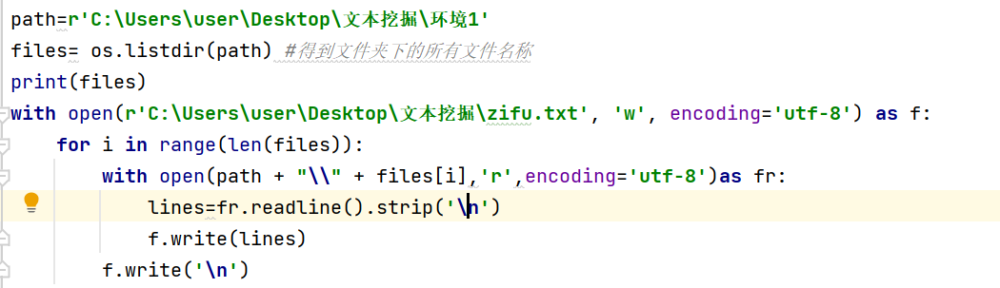 path=r'C:\Users\user\Desktop\文本挖掘\环境1'
files= os.listdir(path) #得到文件夹下的所有文件名称
print(files)
with open(r'C:\Users\user\Desktop\文本挖掘\zifu.txt', 'w', encoding='utf-8') as f:
    for i in range(len(files)):
        with open(path + "\\" + files[i],'r',encoding='utf-8')as fr:
            lines=fr.readline().strip('\n')
            f.write(lines)
        f.write('\n')